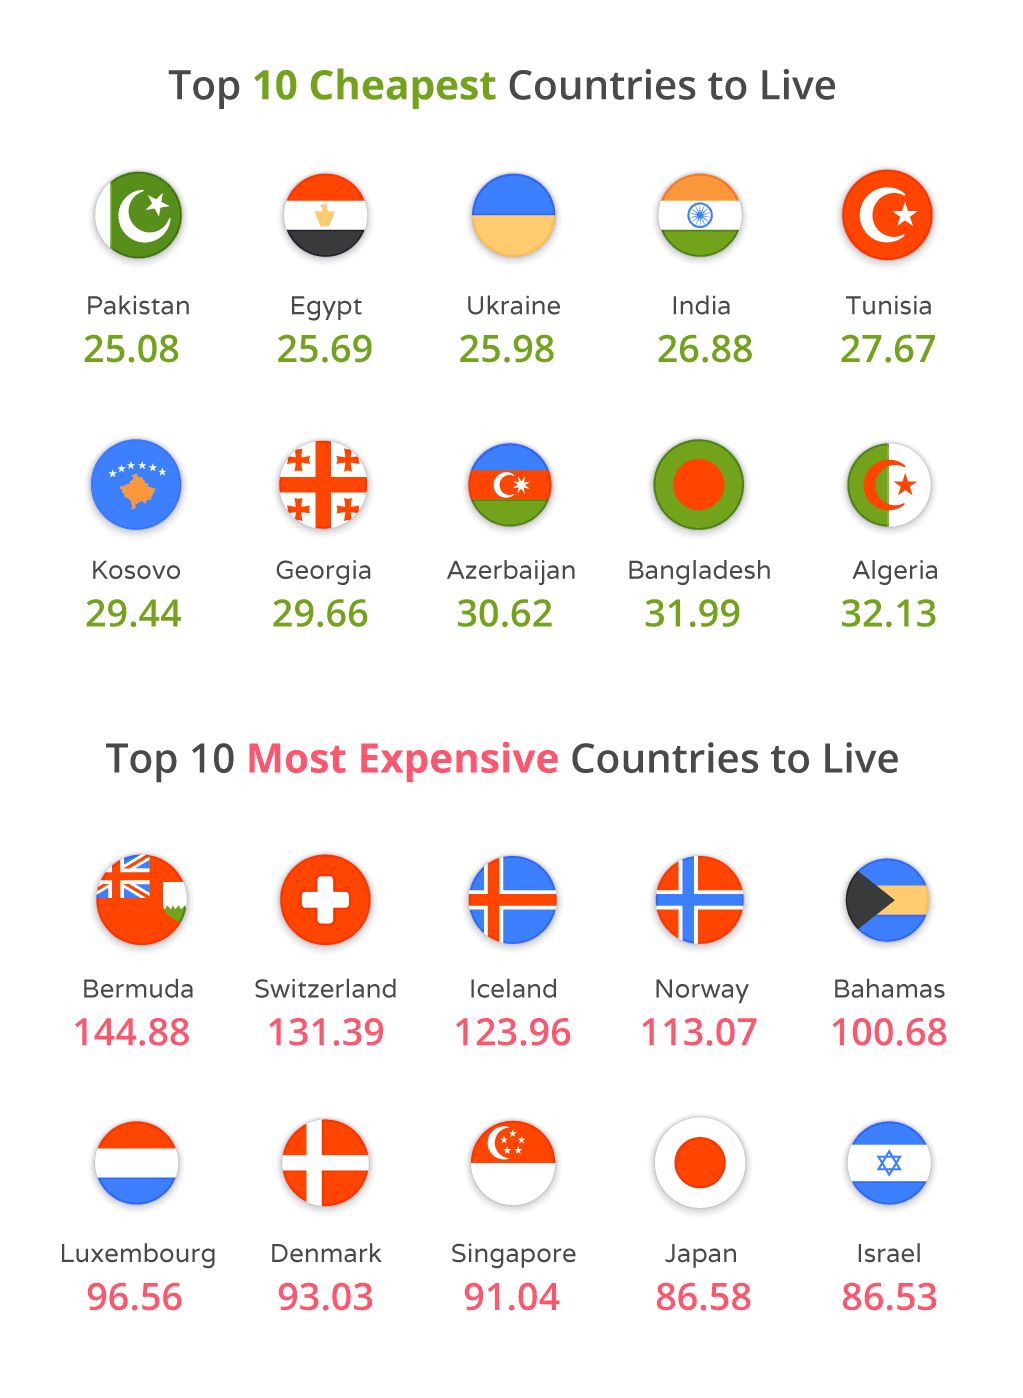 Top 10 Cheapest Countries to Live
Pakistan Egypt Ukraine India Tunisia
25.08 25.69 25.98 26.88 27.67
Kosovo Georgia Azerbaijan Bangladesh Algeria
29.44 29.66 30.62 31.99 32.13
Top 10 Most Expensive Countries to Live
Bermuda Switzerland Iceland Norway Bahamas
144.88 131.39 123.96 113.07 100.68
Luxembourg Denmark Singapore Japan Israel
96.56 93.03 91.04 86.58 86.53